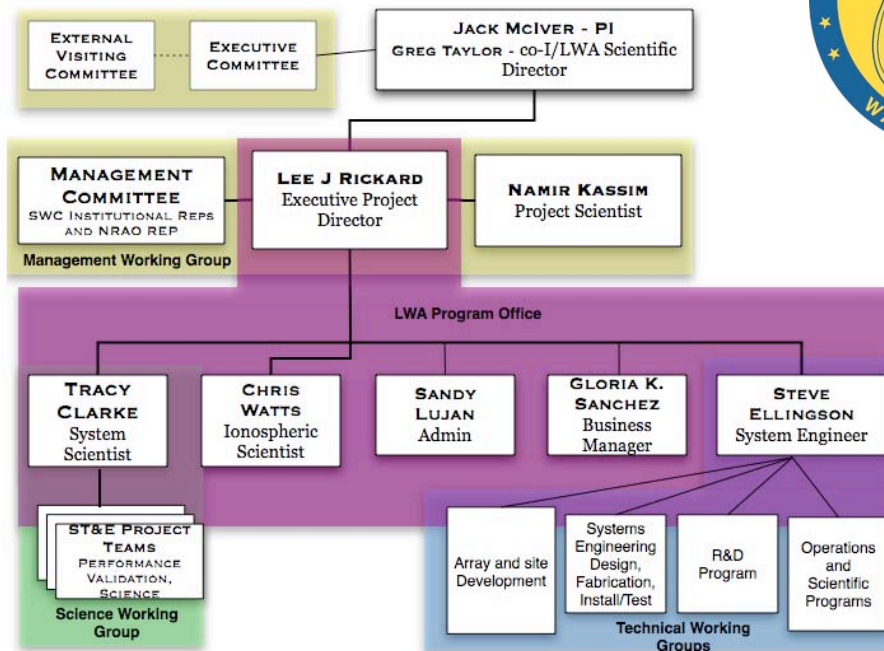 EXTERNAL
VISITING
COMMITTEE
EXECUTIVE
COMMITTEE
JACK MCIVER - PI
GREG TAYLOR - co-I/LWA Scientific
Director
MANAGEMENT
COMMITTEE
SWC INSTITUTIONAL REPS
AND NRAO REP
Management Working Group
LEE J RICKARD
Executive Project
Director
NAMIR KASSIM
Project Scientist
LWA Program Office
TRACY
CLARKE
System
Scientist
CHRIS
WATTS
Ionospheric
Scientist
SANDY
LUJAN
Admin
GLORIA K.
SANCHEZ
Business
Manager
STEVE
ELLINGSON
System Engineer
ST&E PROJECT
TEAMS
PERFORMANCE
VALIDATION,
SCIENCE
Science Working
Group
Array and site
Development
Systems
Engineering
Design,
Fabrication,
Install/Test
R&D
Program
Operations
and
Scientific
Programs
Technical Working
Groups